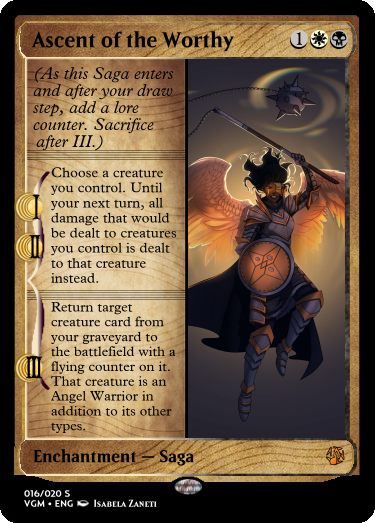 Ascent of the Worthy 1
(As this Saga enters
and after your draw
step, add a lore
counter. Sacrifice
after III.)
Choose a creature
you control. Until
your next turn, all
damage that would
be dealt to creatures
you control is dealt
to that creature
instead.
I
II
Return target
creature card from
your graveyard to
the battlefield with a
flying counter on it.
That creature is an
Angel Warrior in
addition to its other
types.
III
Enchantment — Saga
016/020 S
VGM • ENG Isabela Zaneti